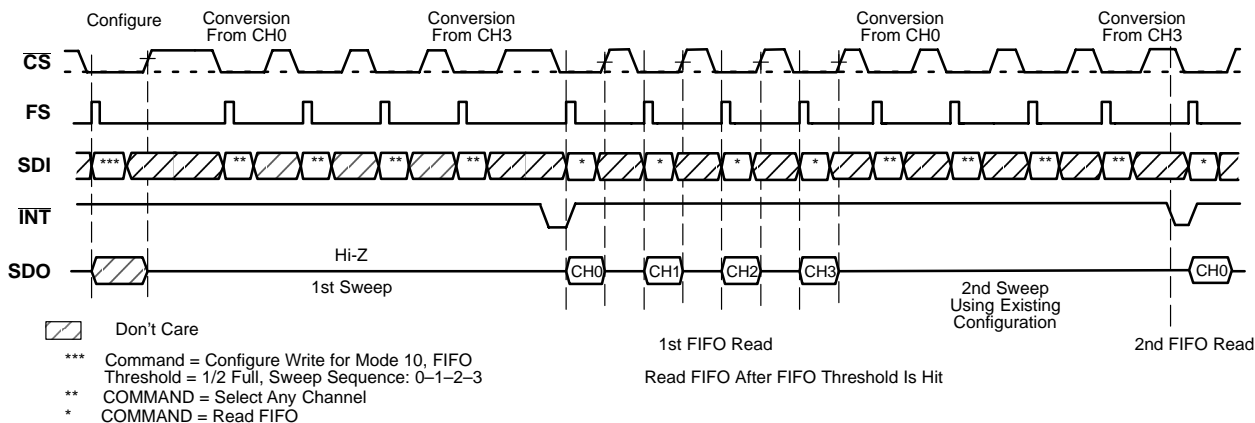 Configure
Conversion
From CH0
Conversion
From CH3
Conversion
From CH0
Conversion
From CH3
CS
FS
SDI
*** ** ** ** ** * * * * ** ** ** ** *
INT
SDO
Hi-Z
1st Sweep
CH0 CH1 CH2 CH3 CH0
2nd Sweep
Using Existing
Configuration
1st FIFO Read
2nd FIFO Read
Read FIFO After FIFO Threshold Is Hit
Don't Care
*** Command = Configure Write for Mode 10, FIFO
Threshold = 1/2 Full, Sweep Sequence: 0–1–2–3
** COMMAND = Select Any Channel
* COMMAND = Read FIFO